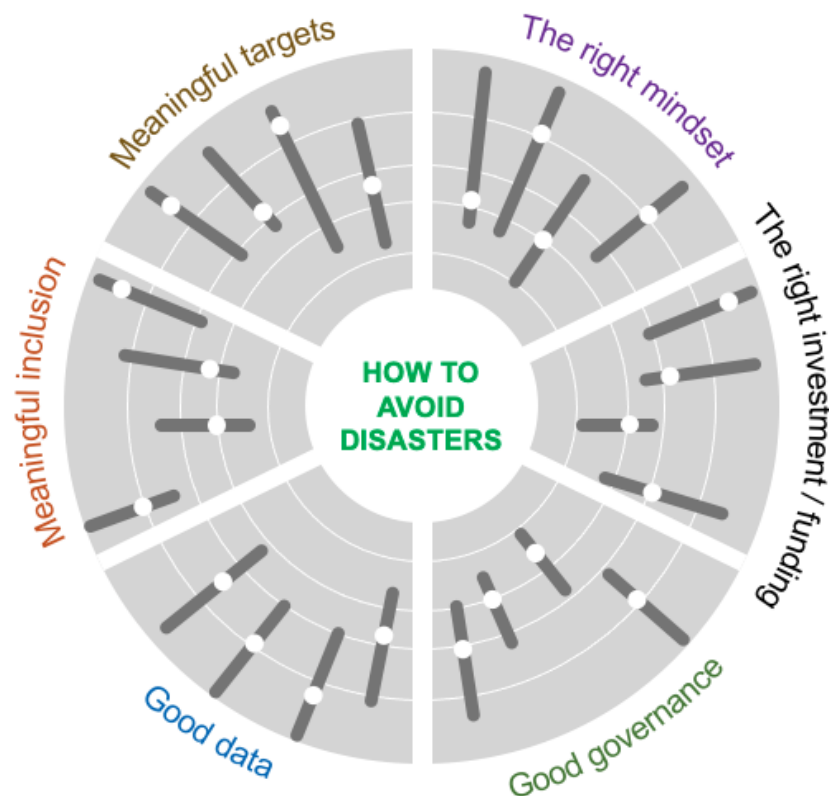 Meaningful targets
The right mindset
The right investment / funding
Good governance
Good data
Meaningful inclusion
HOW TO
AVOID
DISASTERS